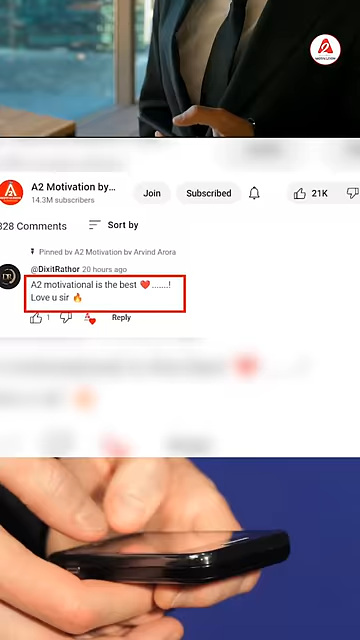 A2 Motivation by...
14.3M subscribers
Join
Subscribed
21K
328 Comments
Sort by
Pinned by A2 Motivation by Arvind Arora
@DixitRathor 20 hours ago
A2 motivational is the best ❤️.......!
Love u sir 🔥
1
Reply